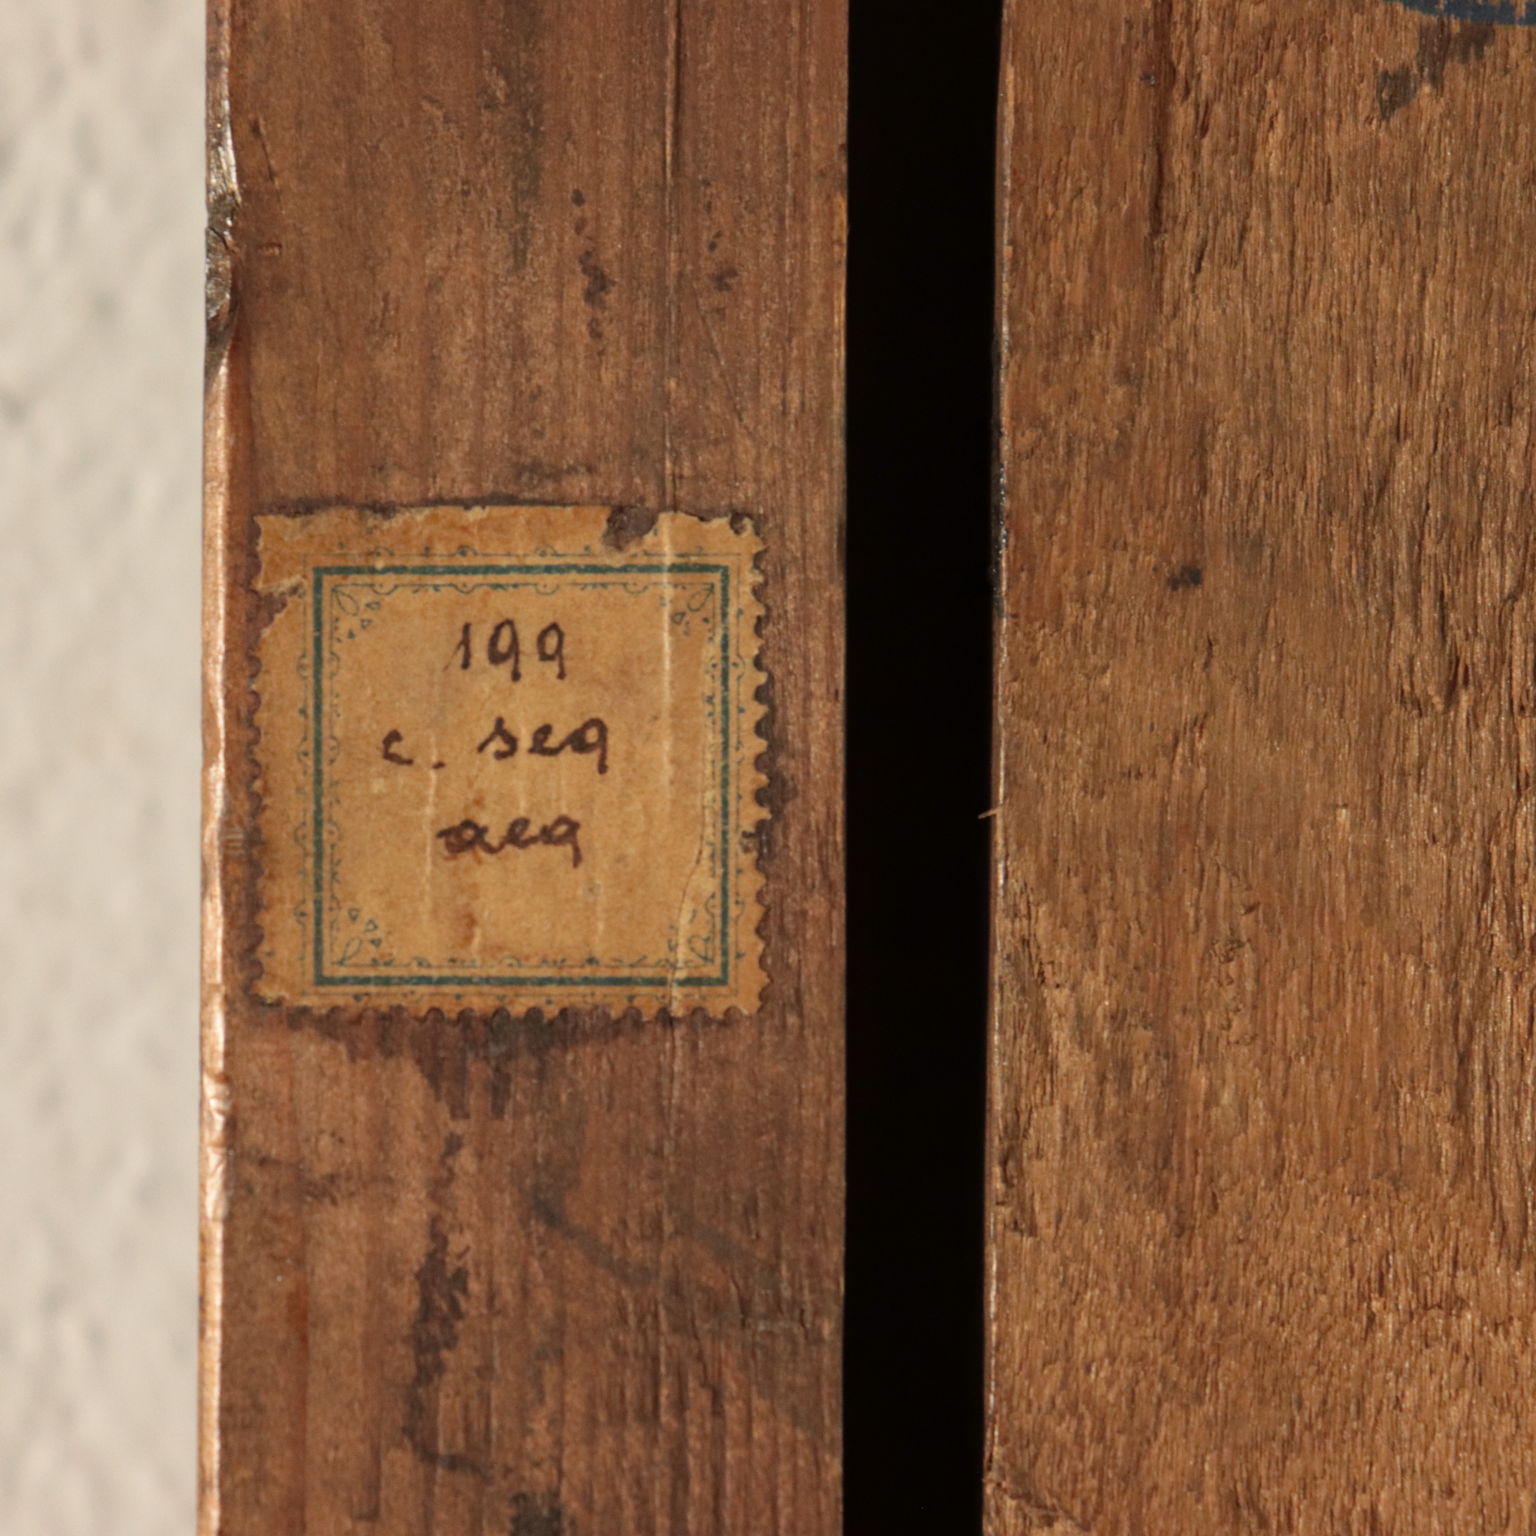 199
c. seq
aeq